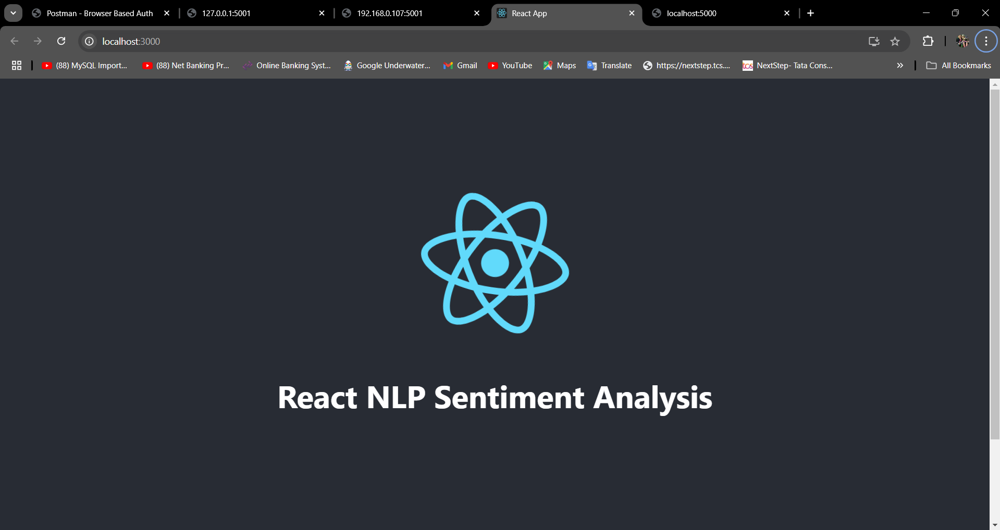 Postman - Browser Based Auth
127.0.0.1:5001
192.168.0.107:5001
React App
localhost:5000
localhost:3000
(88) MySQL Import...
(88) Net Banking Pr...
Online Banking Syst...
Google Underwater...
Gmail
YouTube
Maps
Translate
https://nextstep.tcs....
tcs
NextStep- Tata Cons...
All Bookmarks
React NLP Sentiment Analysis